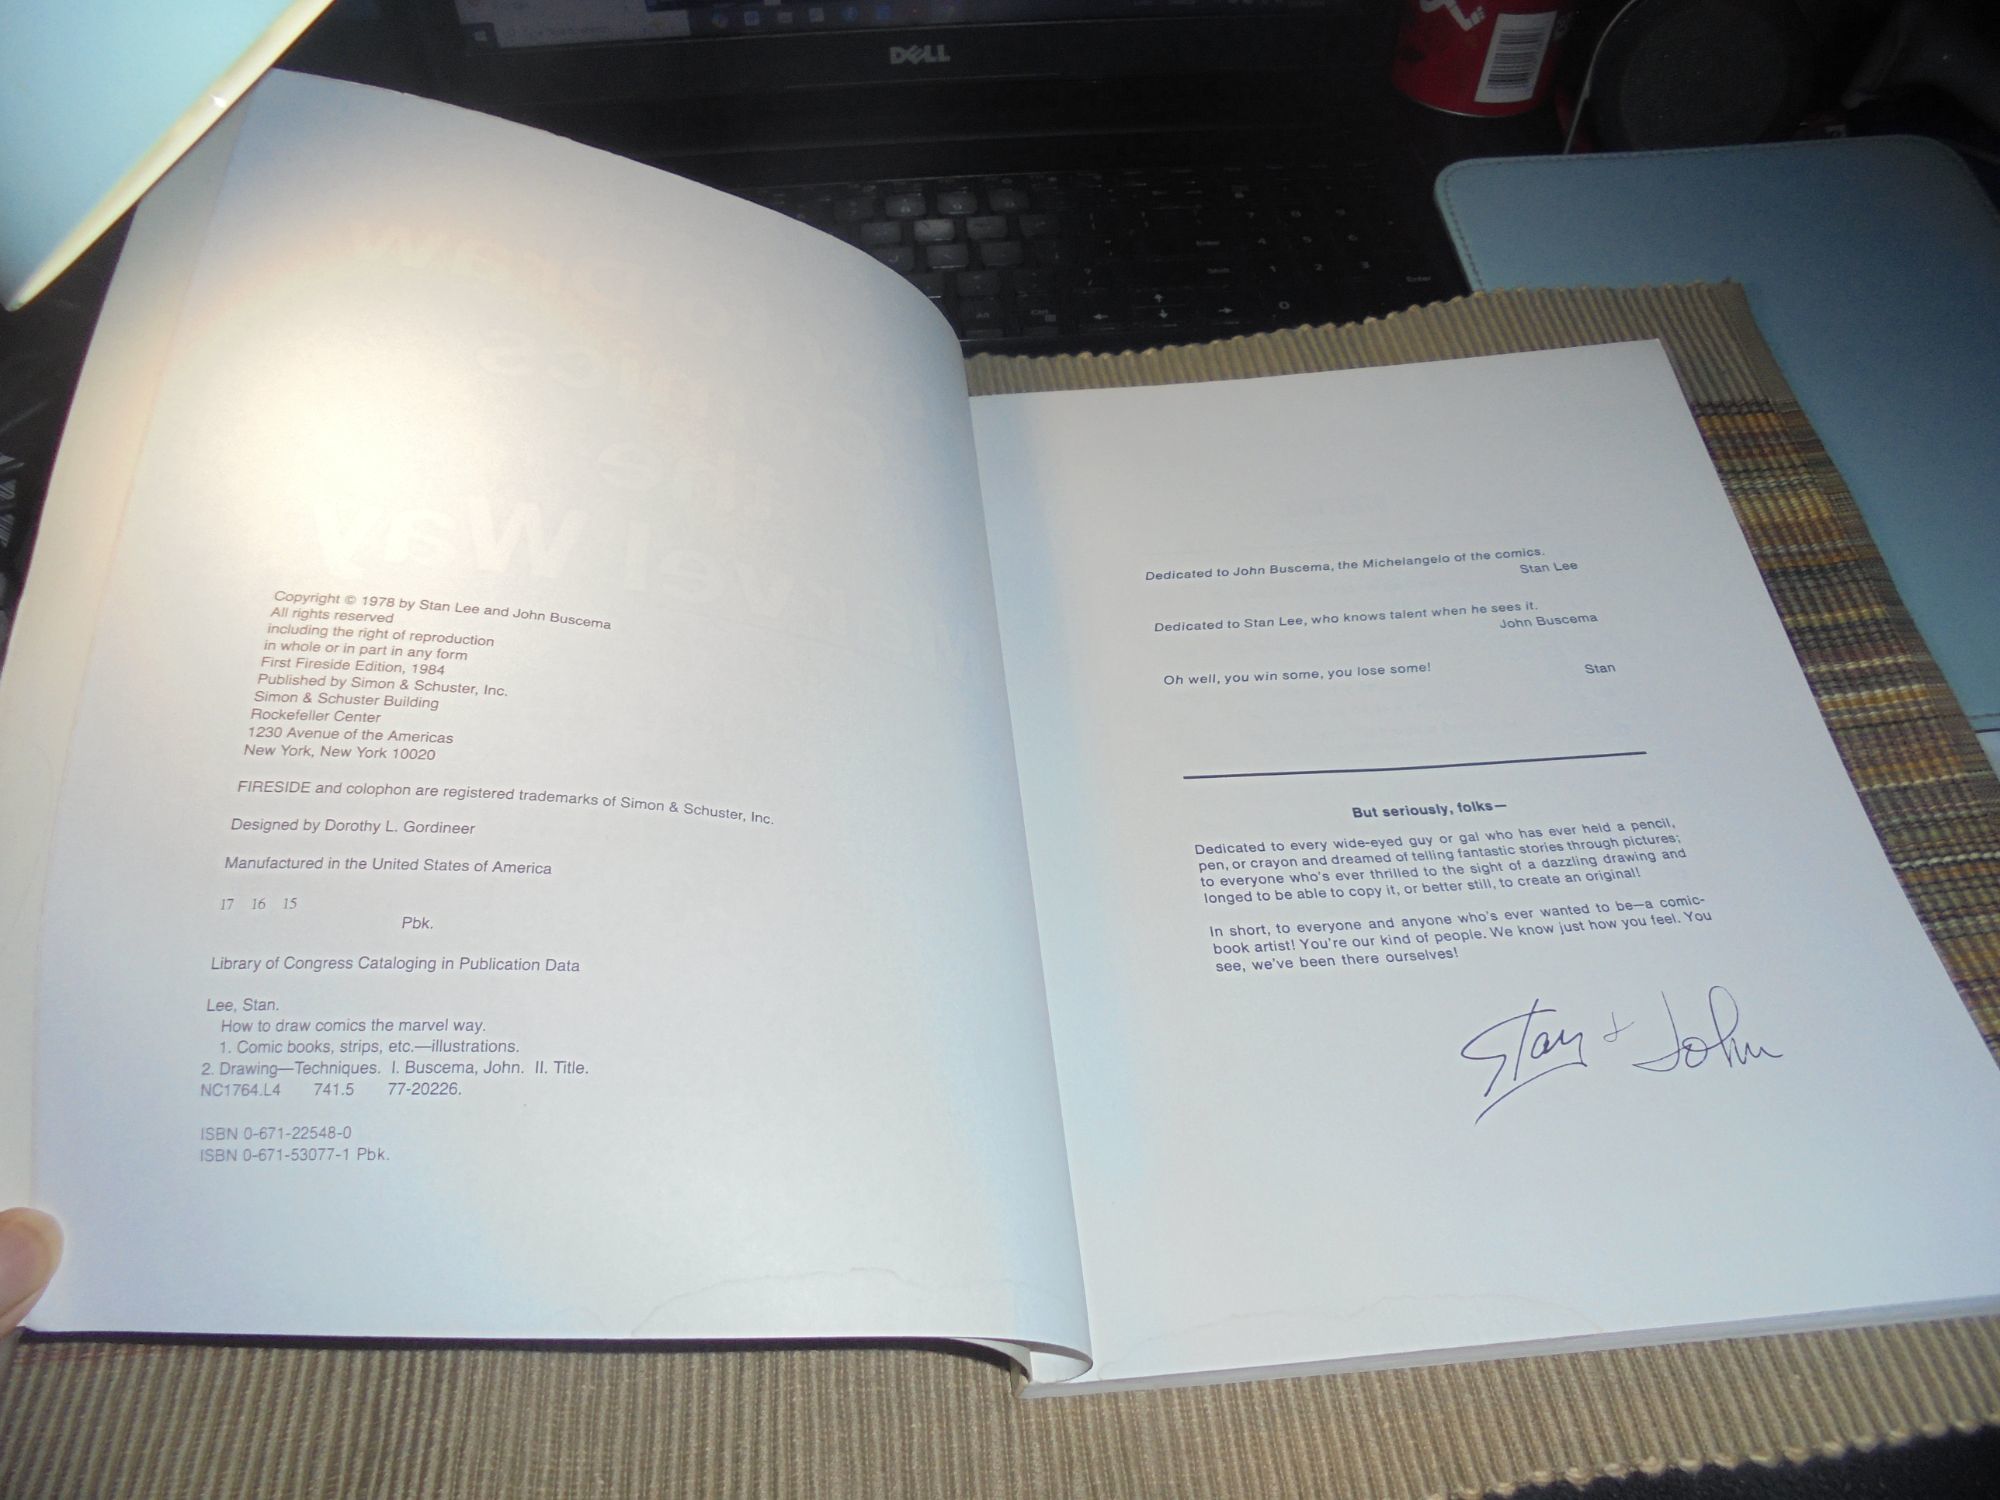 DELL
Copyright © 1978 by Stan Lee and John Buscema
All rights reserved
including the right of reproduction
in whole or in part in any form
First Fireside Edition, 1984
Published by Simon & Schuster, Inc.
Simon & Schuster Building
Rockefeller Center
1230 Avenue of the Americas
New York, New York 10020
FIRESIDE and colophon are registered trademarks of Simon & Schuster, Inc.
Designed by Dorothy L. Gordineer
Manufactured in the United States of America
17 16 15
Pbk.
Library of Congress Cataloging in Publication Data
Lee, Stan.
How to draw comics the marvel way.
1. Comic books, strips, etc.—illustrations.
2. Drawing—Techniques. I. Buscema, John. II. Title.
NC1764.L4 741.5 77-20226.
ISBN 0-671-22548-0
ISBN 0-671-53077-1 Pbk.
Dedicated to John Buscema, the Michelangelo of the comics.
Stan Lee
Dedicated to Stan Lee, who knows talent when he sees it.
John Buscema
Oh well, you win some, you lose some!
Stan
But seriously, folks—
Dedicated to every wide-eyed guy or gal who has ever held a pencil,
pen, or crayon and dreamed of telling fantastic stories through pictures;
to everyone who's ever thrilled to the sight of a dazzling drawing and
longed to be able to copy it, or better still, to create an original!
In short, to everyone and anyone who's ever wanted to be—a comic-
book artist! You're our kind of people. We know just how you feel. You
see, we've been there ourselves!
Stan + John